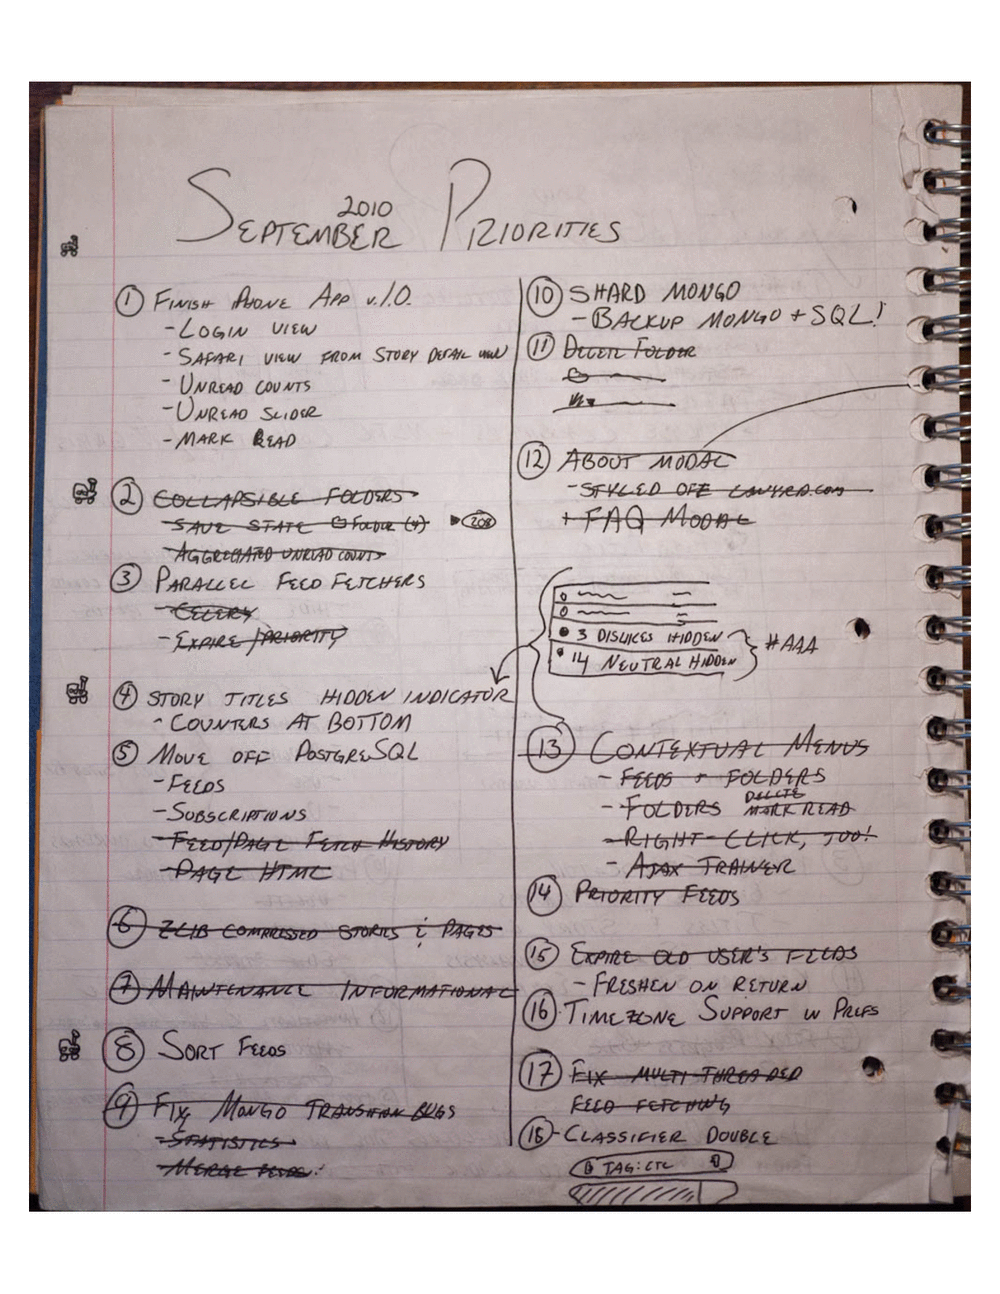 September 2010 Priorities
① Finish iPhone App v.1.0.
- Login view
- Safari view from Story Detail view
- Unread counts
- Unread Slider
- Mark Read
② Collapsible Folders
- Save State Folder (y) 208
- Aggregated unread counts
③ Parallel Feed Fetchers
- Celery
- Expire/priority
④ Story Titles Hidden Indicator
- Counters at Bottom
⑤ Move off PostgreSQL
- Feeds
- Subscriptions
- Feed/Page Fetch History
- Page HTML
⑥ Zlib compressed stories & Pages
⑦ Maintenance Informational
⑧ Sort Feeds
⑨ Fix Mongo Transition Bugs
- Statistics
- Merge feeds.
⑩ Shard Mongo
- Backup Mongo + SQL!
⑪ Delete Folder
⑫ About Modal
- Styled off lawyrd.com
+ FAQ Modal
3 Dislikes Hidden
14 Neutral Hidden
#AAA
⑬ Contextual Menus
- Feeds + Folders
- Folders Delete
Mark Read
- Right-click, too!
- Ajax Trainer
⑭ Priority Feeds
⑮ Expire old user's feeds
- Freshen on return
⑯ Timezone Support in Prefs
⑰ Fix multi-threaded
feed fetching
⑱ - Classifier Double
Tag: etc